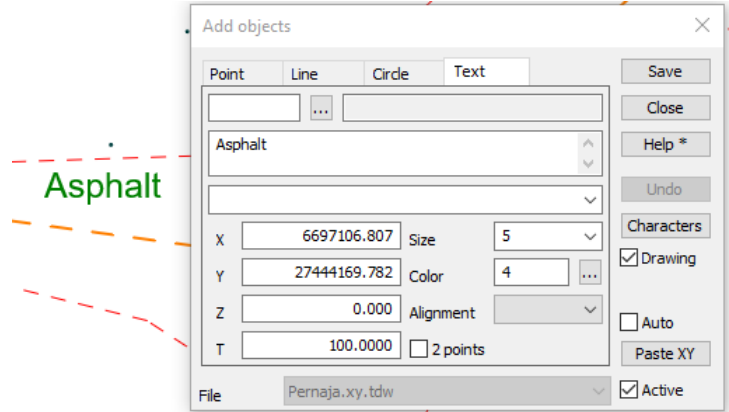 Add objects
Point Line Circle Text
Save
...
Close
Asphalt
Help *
Asphalt
Undo
Characters
X 6697106.807 Size 5
Drawing
Y 27444169.782 Color 4 ...
Z 0.000 Alignment
Auto
T 100.0000 2 points
Paste XY
File Pernaja.xy.tdw
Active